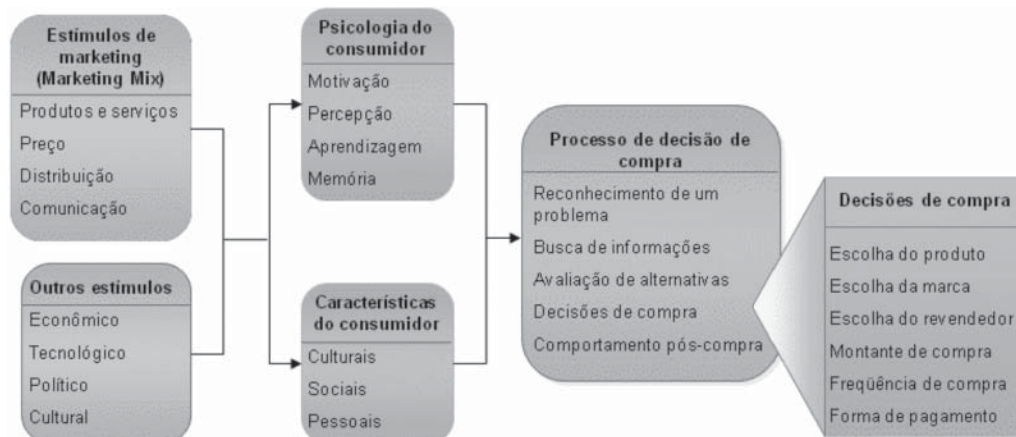 Estímulos de
marketing
(Marketing Mix)
Produtos e serviços
Preço
Distribuição
Comunicação
Outros estímulos
Econômico
Tecnológico
Político
Cultural
Psicologia do
consumidor
Motivação
Percepção
Aprendizagem
Memória
Características
do consumidor
Culturais
Sociais
Pessoais
Processo de decisão de
compra
Reconhecimento de um
problema
Busca de informações
Avaliação de alternativas
Decisões de compra
Comportamento pós-compra
Decisões de compra
Escolha do produto
Escolha da marca
Escolha do revendedor
Montante de compra
Freqüência de compra
Forma de pagamento